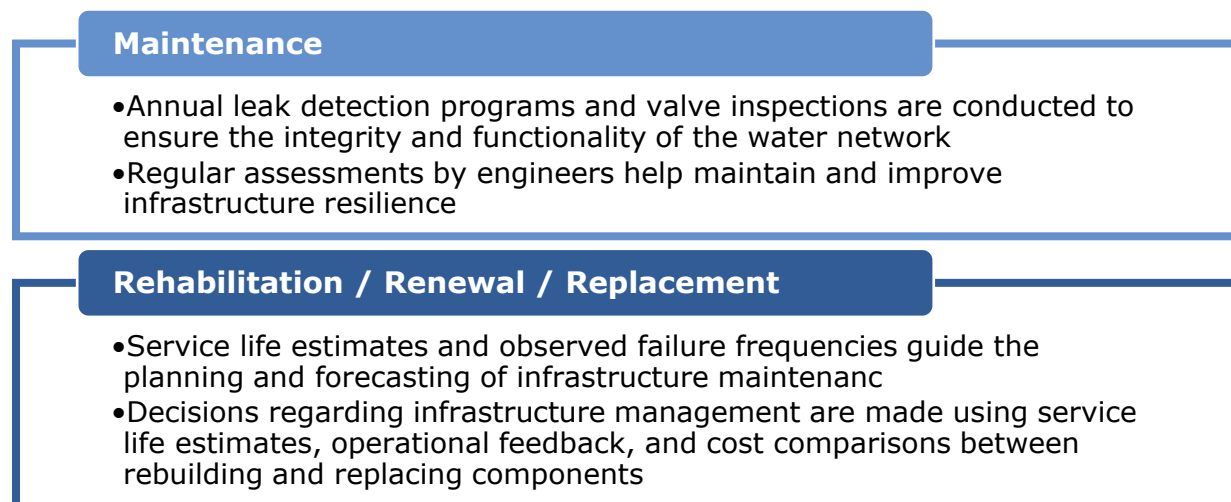 Maintenance
•Annual leak detection programs and valve inspections are conducted to
ensure the integrity and functionality of the water network
•Regular assessments by engineers help maintain and improve
infrastructure resilience
Rehabilitation / Renewal / Replacement
•Service life estimates and observed failure frequencies guide the
planning and forecasting of infrastructure maintenanc
•Decisions regarding infrastructure management are made using service
life estimates, operational feedback, and cost comparisons between
rebuilding and replacing components